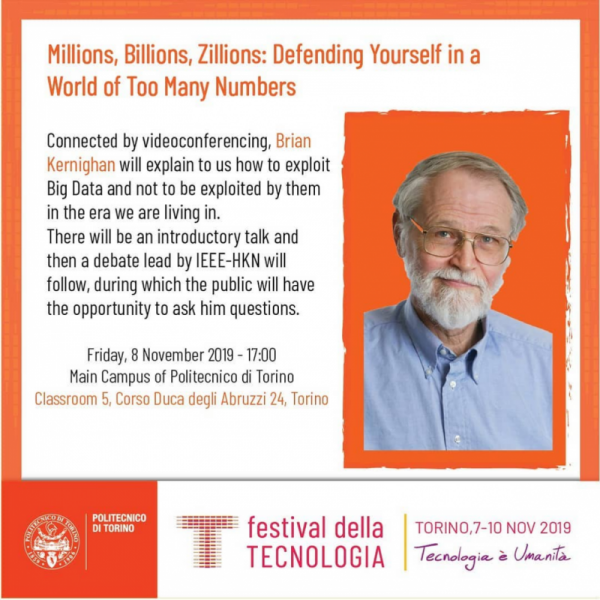 Millions, Billions, Zillions: Defending Yourself in a
World of Too Many Numbers
Connected by videoconferencing, Brian
Kernighan will explain to us how to exploit
Big Data and not to be exploited by them
in the era we are living in.
There will be an introductory talk and
then a debate lead by IEEE-HKN will
follow, during which the public will have
the opportunity to ask him questions.
Friday, 8 November 2019 - 17:00
Main Campus of Politecnico di Torino
Classroom 5, Corso Duca degli Abruzzi 24, Torino
POLITECNICO DI TORINO
1859
POLITECNICO
DI TORINO
festival della
TECNOLOGIA
TORINO,7-10 NOV 2019
Tecnologia è Umanità